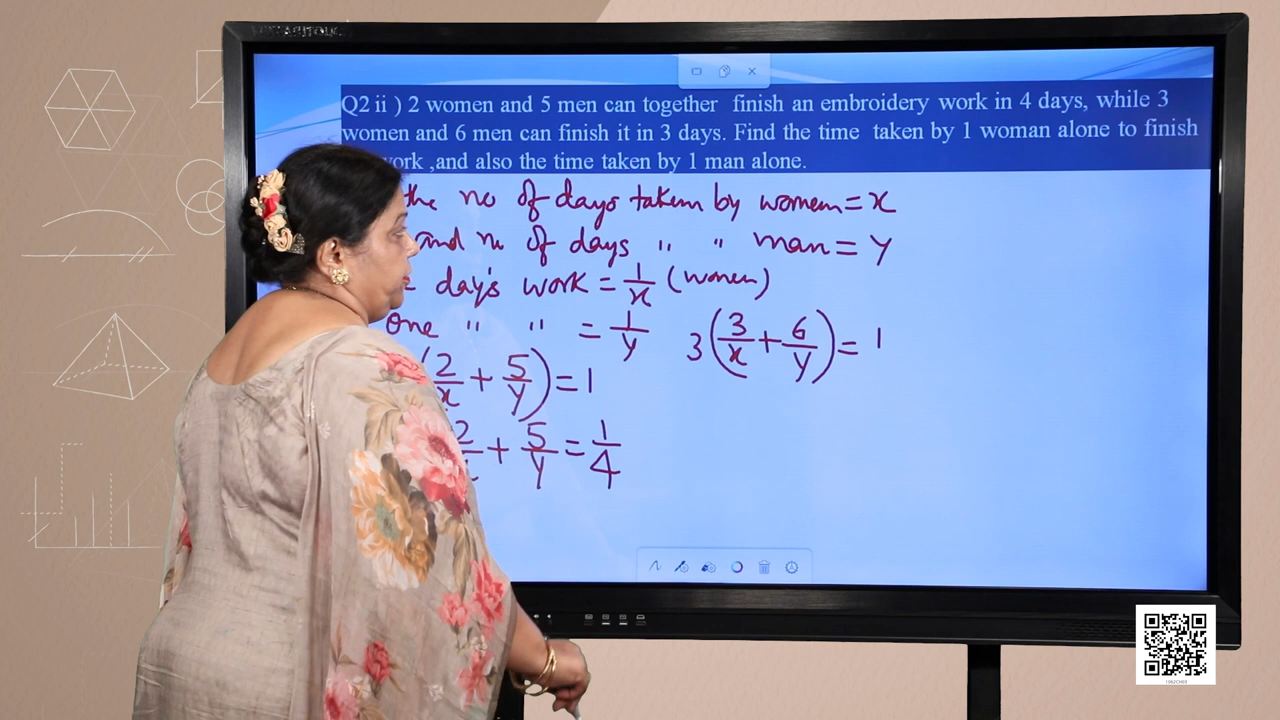 Q2 ii ) 2 women and 5 men can together finish an embroidery work in 4 days, while 3
women and 6 men can finish it in 3 days. Find the time taken by 1 woman alone to finish
work ,and also the time taken by 1 man alone.
the no of days taken by women = x
and no of days " " man = y
day's work = 1/x (women)
one " " = 1/y
3(3/x + 6/y) = 1
(2/x + 5/y) = 1
2 + 5/y = 1/4